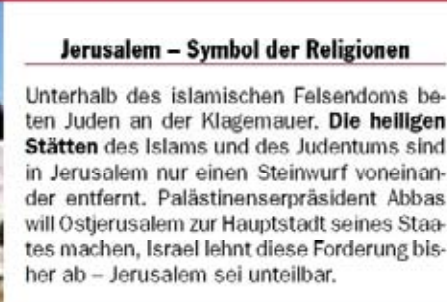 Jerusalem – Symbol der Religionen
Unterhalb des islamischen Felsendoms be-
ten Juden an der Klagemauer. Die heiligen
Stätten des Islams und des Judentums sind
in Jerusalem nur einen Steinwurf voneinan-
der entfernt. Palästinenserpräsident Abbas
will Ostjerusalem zur Hauptstadt seines Staa-
tes machen, Israel lehnt diese Forderung bis-
her ab – Jerusalem sei unteilbar.